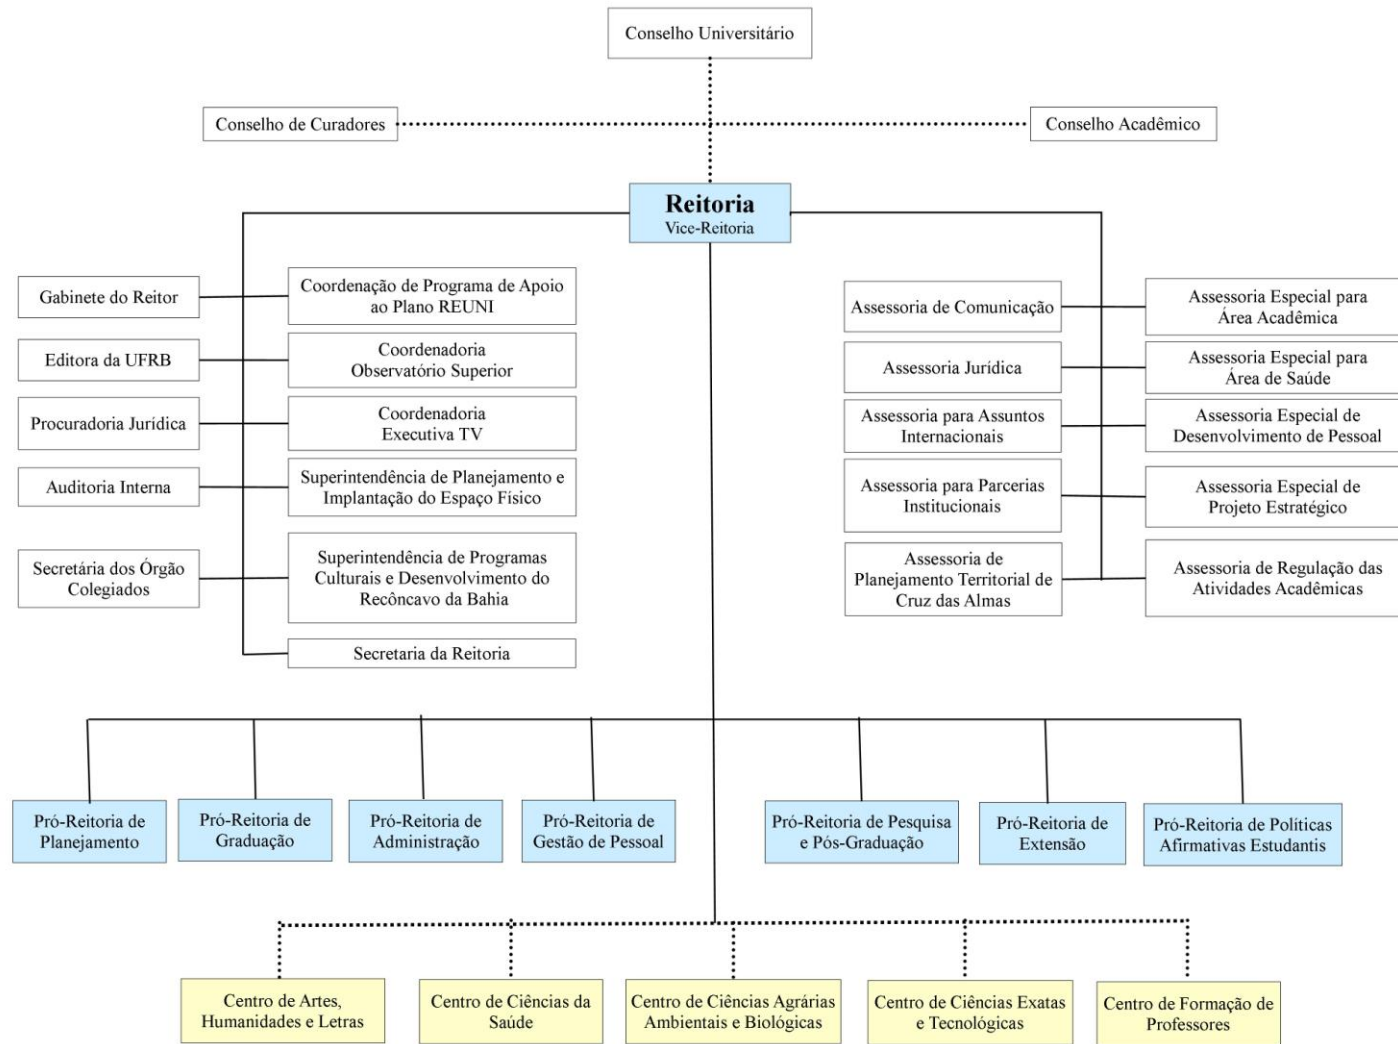 Conselho Universitário
Conselho de Curadores
Conselho Acadêmico
Reitoria
Vice-Reitoria
Gabinete do Reitor
Coordenação de Programa de Apoio
ao Plano REUNI
Editora da UFRB
Coordenadoria
Observatório Superior
Procuradoria Jurídica
Coordenadoria
Executiva TV
Auditoria Interna
Superintendência de Planejamento e
Implantação do Espaço Físico
Secretária dos Órgão
Colegiados
Superintendência de Programas
Culturais e Desenvolvimento do
Recôncavo da Bahia
Secretaria da Reitoria
Assessoria de Comunicação
Assessoria Especial para
Área Acadêmica
Assessoria Jurídica
Assessoria Especial para
Área de Saúde
Assessoria para Assuntos
Internacionais
Assessoria Especial de
Desenvolvimento de Pessoal
Assessoria para Parcerias
Institucionais
Assessoria Especial de
Projeto Estratégico
Assessoria de
Planejamento Territorial de
Cruz das Almas
Assessoria de Regulação das
Atividades Acadêmicas
Pró-Reitoria de
Planejamento
Pró-Reitoria de
Graduação
Pró-Reitoria de
Administração
Pró-Reitoria de
Gestão de Pessoal
Pró-Reitoria de Pesquisa
e Pós-Graduação
Pró-Reitoria de
Extensão
Pró-Reitoria de Políticas
Afirmativas Estudantis
Centro de Artes,
Humanidades e Letras
Centro de Ciências da
Saúde
Centro de Ciências Agrárias
Ambientais e Biológicas
Centro de Ciências Exatas
e Tecnológicas
Centro de Formação de
Professores